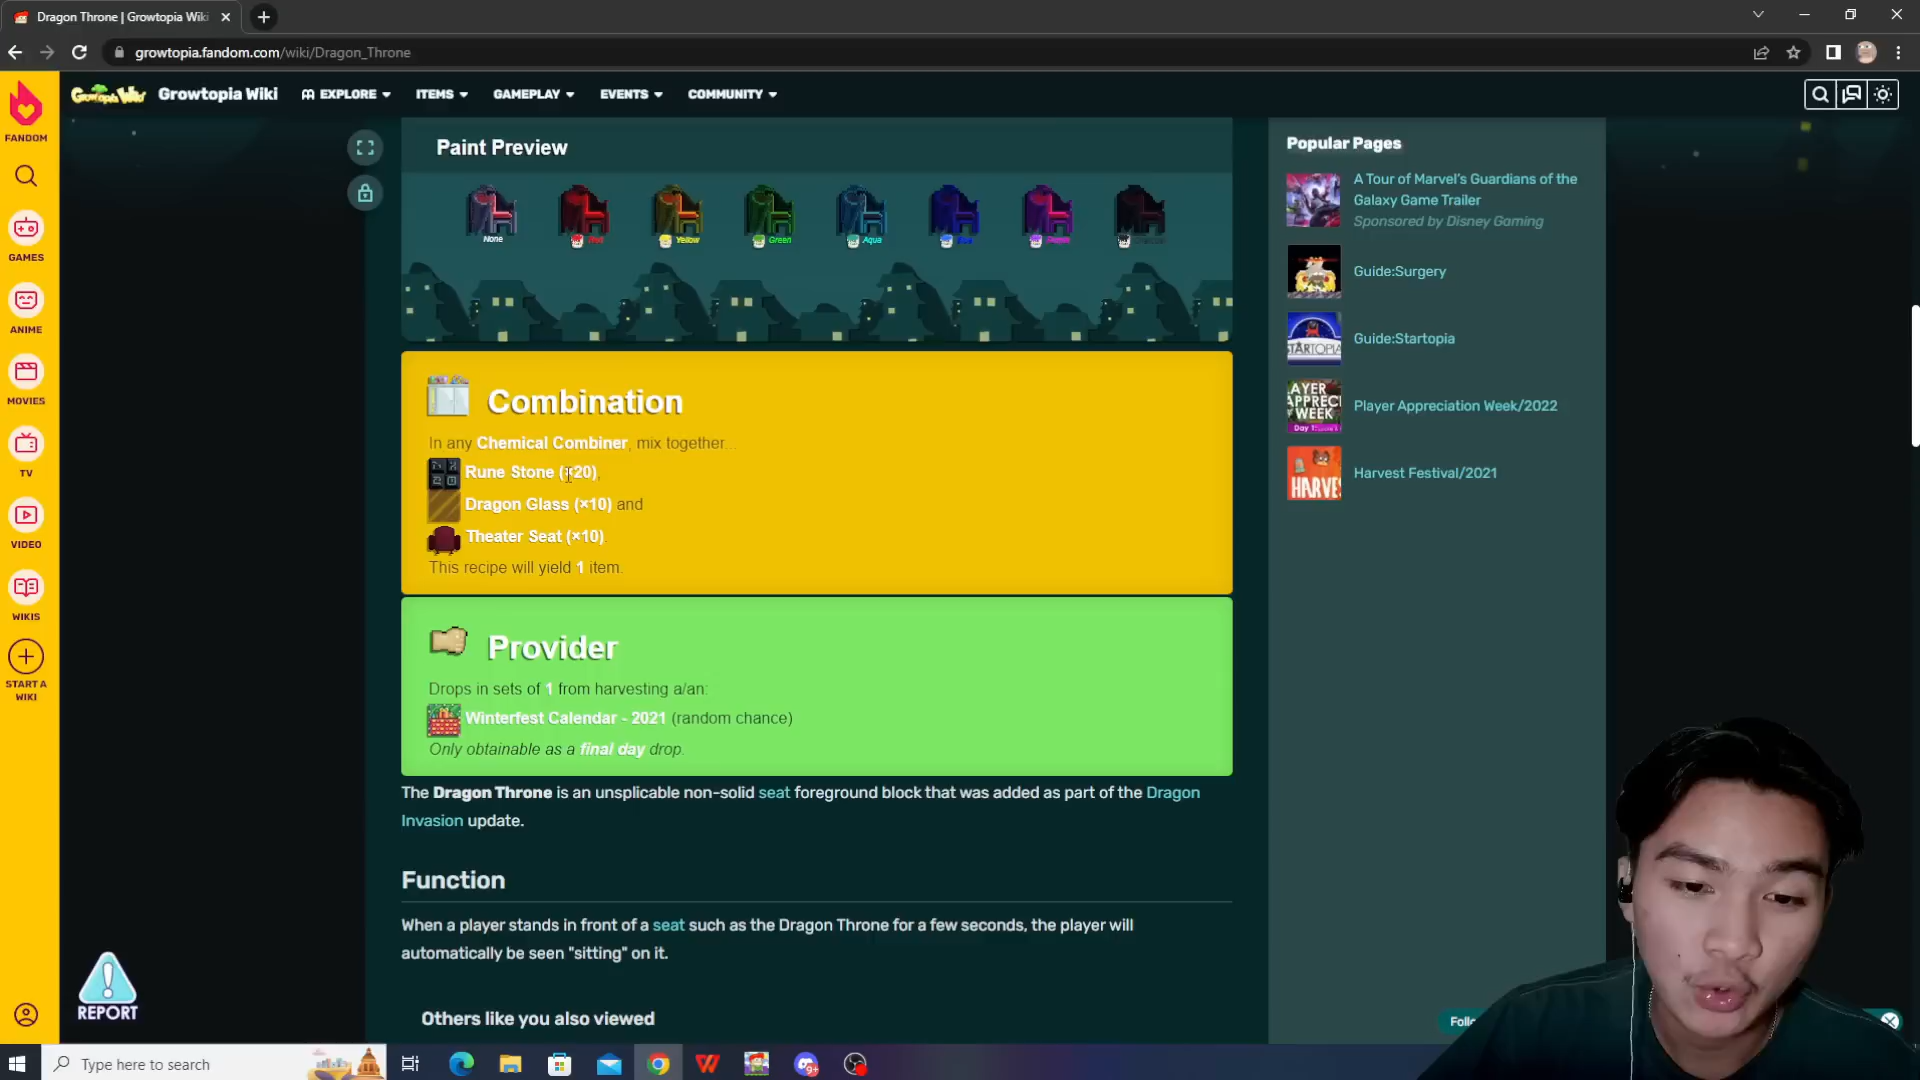 Dragon Throne | Growtopia Wiki
growtopia.fandom.com/wiki/Dragon_Throne
Growtopia Wiki
EXPLORE
ITEMS
GAMEPLAY
EVENTS
COMMUNITY
FANDOM
GAMES
ANIME
MOVIES
TV
VIDEO
WIKIS
START A
WIKI
REPORT
Paint Preview
None
Red
Yellow
Green
Aqua
Blue
Purple
Combination
In any Chemical Combiner, mix together...
Rune Stone (×20),
Dragon Glass (×10) and
Theater Seat (×10)
This recipe will yield 1 item.
Provider
Drops in sets of 1 from harvesting a/an:
Winterfest Calendar - 2021 (random chance)
Only obtainable as a final day drop.
The Dragon Throne is an unsplicable non-solid seat foreground block that was added as part of the Dragon
Invasion update.
Function
When a player stands in front of a seat such as the Dragon Throne for a few seconds, the player will
automatically be seen "sitting" on it.
Others like you also viewed
Popular Pages
A Tour of Marvel's Guardians of the
Galaxy Game Trailer
Sponsored by Disney Gaming
Guide:Surgery
Guide:Startopia
Player Appreciation Week/2022
Harvest Festival/2021
Type here to search
9+